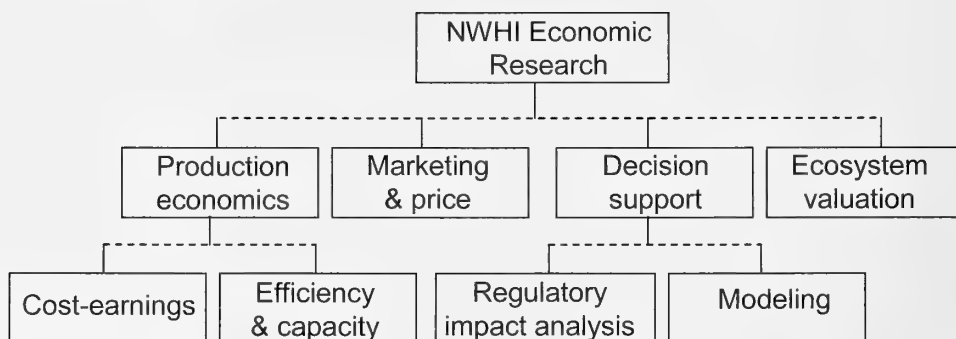 NWHI Economic
Research
Production
economics
Marketing
& price
Decision
support
Ecosystem
valuation
Cost-earnings
Efficiency
& capacity
Regulatory
impact analysis
Modeling